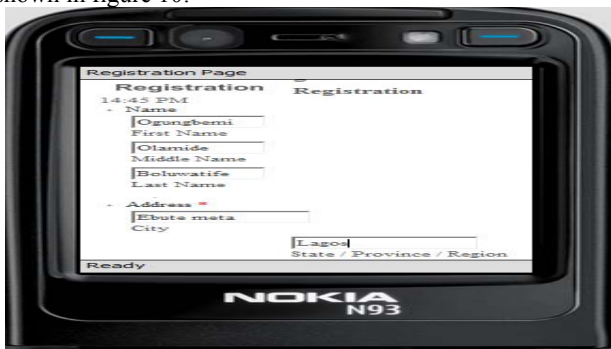 shown in figure 10.
Registration Page
Registration
Registration
14:45 PM
Name
Ogungbemi
First Name
Olamide
Middle Name
Boluwatife
Last Name
Address *
Ebute meta
City
Lagos
State / Province / Region
Ready
NOKIA
N93